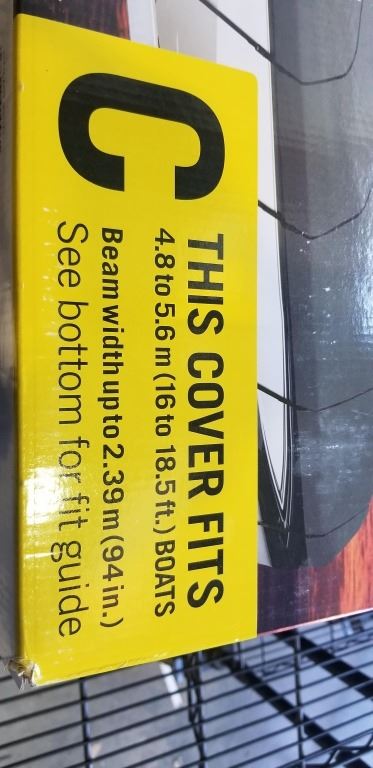 C
THIS COVER FITS
4.8 to 5.6 m (16 to 18.5 ft.) BOATS
Beam width up to 2.39 m (94 in.)
See bottom for fit guide